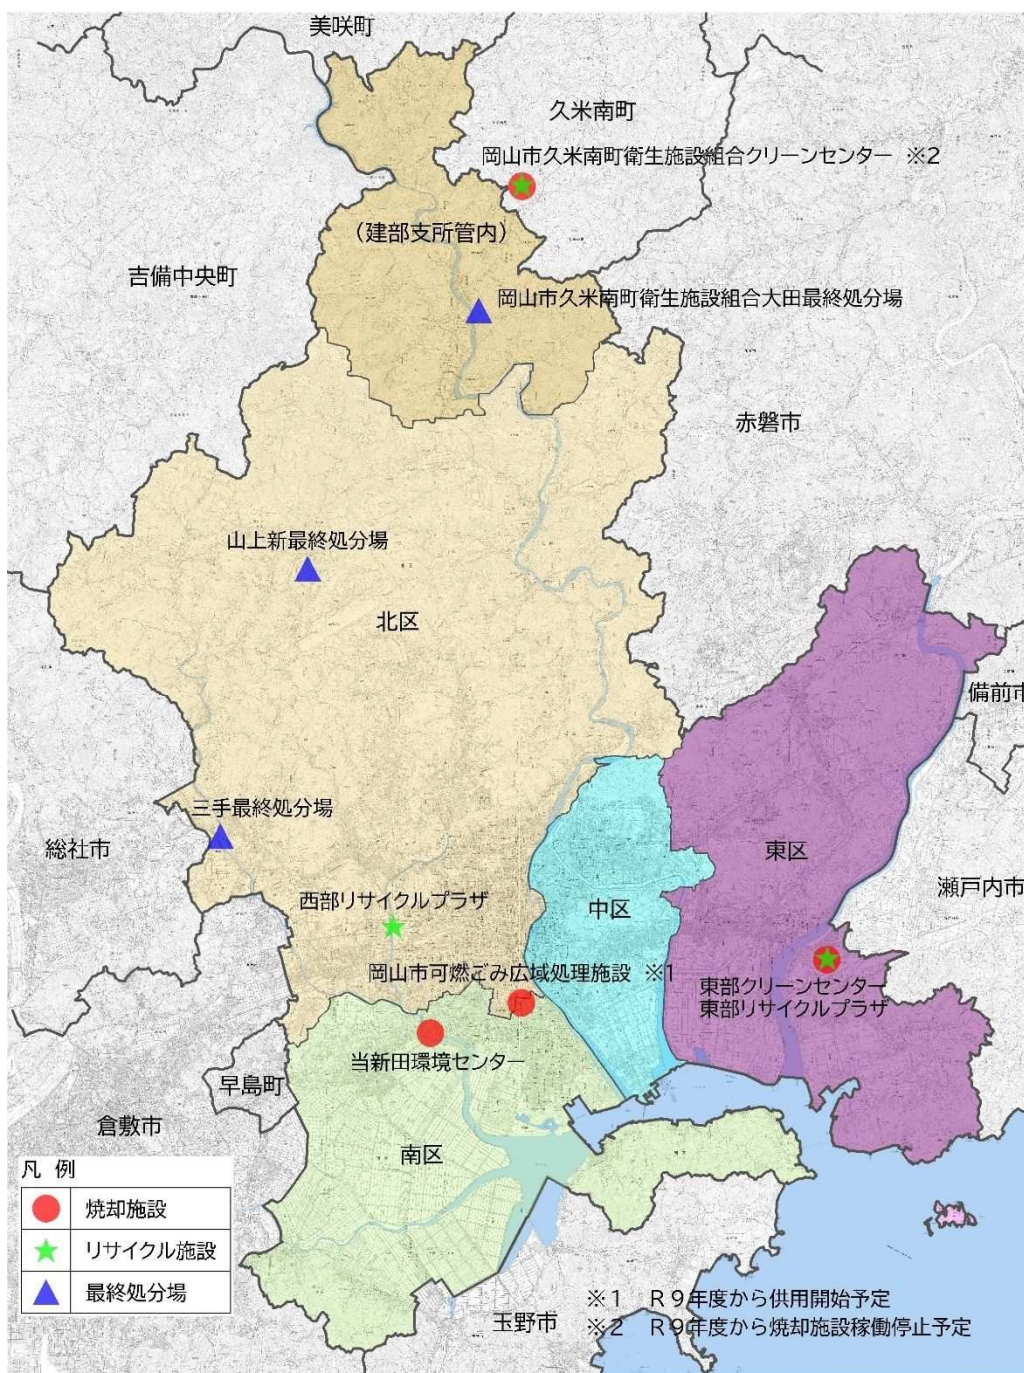 美咲町
久米南町
岡山市久米南町衛生施設組合クリーンセンター ※2
（建部支所管内）
吉備中央町
岡山市久米南町衛生施設組合大田最終処分場
赤磐市
山上新最終処分場
北区
備前市
三手最終処分場
総社市
東区
瀬戸内市
西部リサイクルプラザ
中区
岡山市可燃ごみ広域処理施設 ※1
東部クリーンセンター
東部リサイクルプラザ
当新田環境センター
早島町
倉敷市
南区
凡 例
焼却施設
リサイクル施設
最終処分場
玉野市
※1 R9年度から供用開始予定
※2 R9年度から焼却施設稼働停止予定